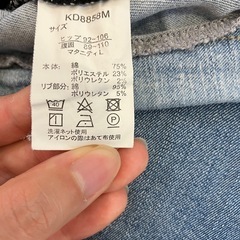 KD8858M
サイズ
ヒップ 92-106
腹囲 89-110
マタニティL
本体: 綿 75%
ポリエステル 23%
ポリウレタン 2%
リブ部分: 綿 95%
ポリウレタン 5%
40
洗濯ネット使用
アイロンの際はあて布使用